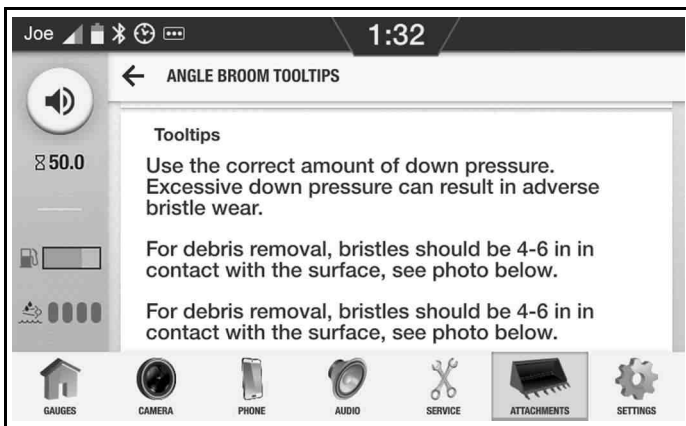 Joe
1:32
ANGLE BROOM TOOLTIPS
50.0
Tooltips
Use the correct amount of down pressure.
Excessive down pressure can result in adverse
bristle wear.
For debris removal, bristles should be 4-6 in in
contact with the surface, see photo below.
For debris removal, bristles should be 4-6 in in
contact with the surface, see photo below.
GAUGES
CAMERA
PHONE
AUDIO
SERVICE
ATTACHMENTS
SETTINGS